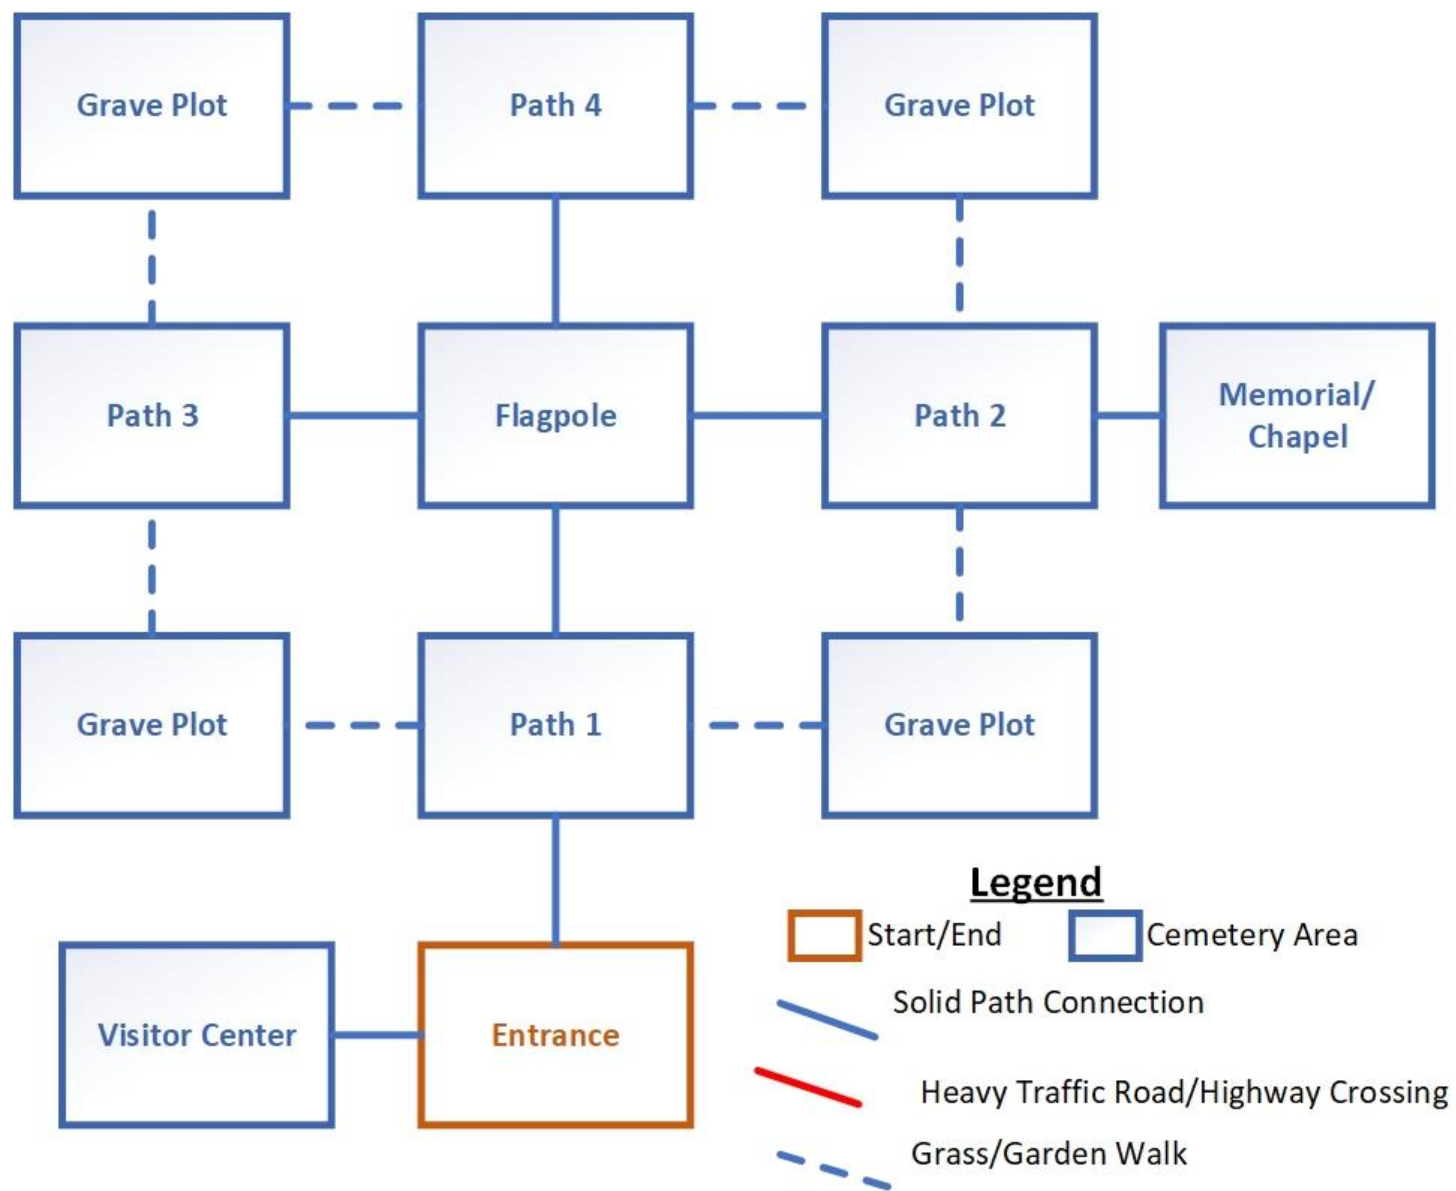 Grave Plot
Path 4
Grave Plot
Path 3
Flagpole
Path 2
Memorial/
Chapel
Grave Plot
Path 1
Grave Plot
Visitor Center
Entrance
Legend
Start/End
Cemetery Area
Solid Path Connection
Heavy Traffic Road/Highway Crossing
Grass/Garden Walk